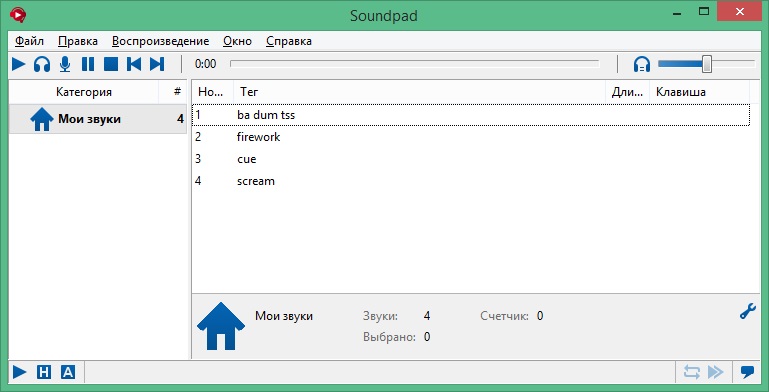 Soundpad
Файл Правка Воспроизведение Окно Справка
0:00
Категория # Но... Тег Дли... Клавиша
Мои звуки 4
1 ba dum tss
2 firework
3 cue
4 scream
Мои звуки Звуки: 4 Счетчик: 0
Выбрано: 0
H A